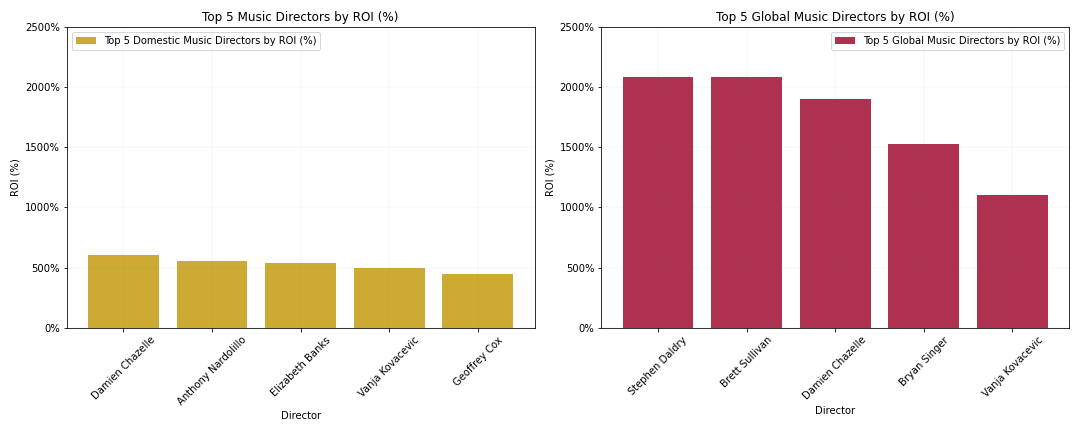 Top 5 Music Directors by ROI (%)
Top 5 Domestic Music Directors by ROI (%)
ROI (%)
2500%
2000%
1500%
1000%
500%
0%
Damien Chazelle
Anthony Nardolillo
Elizabeth Banks
Vanja Kovacevic
Geoffrey Cox
Director
Top 5 Global Music Directors by ROI (%)
Top 5 Global Music Directors by ROI (%)
ROI (%)
2500%
2000%
1500%
1000%
500%
0%
Stephen Daldry
Brett Sullivan
Damien Chazelle
Bryan Singer
Vanja Kovacevic
Director